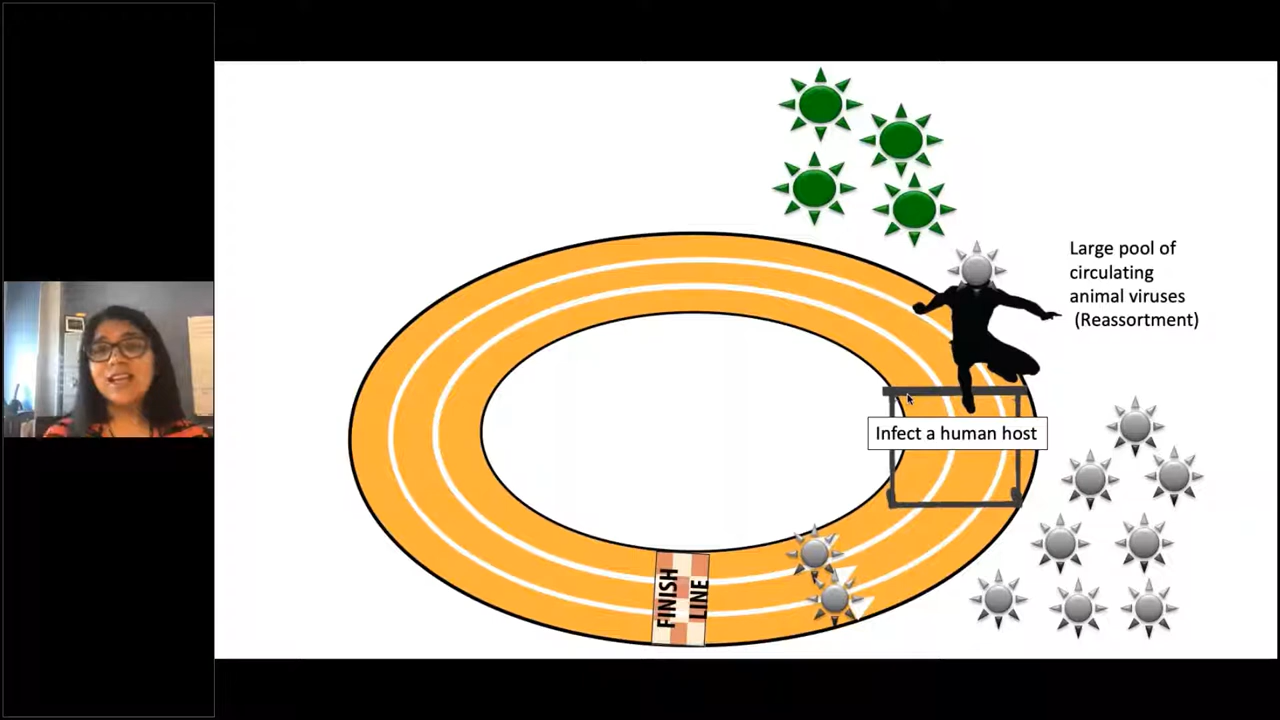 Large pool of
circulating
animal viruses
(Reassortment)
Infect a human host
FINISH
LINE